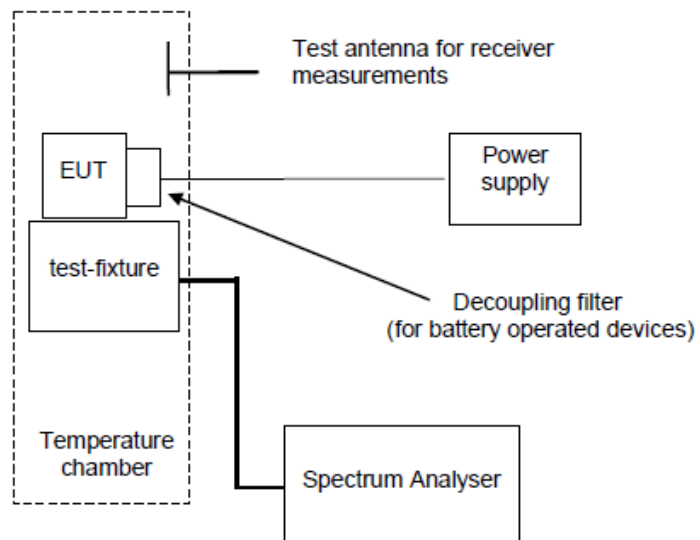 Test antenna for receiver
measurements
EUT
Power
supply
test-fixture
Decoupling filter
(for battery operated devices)
Temperature
chamber
Spectrum Analyser